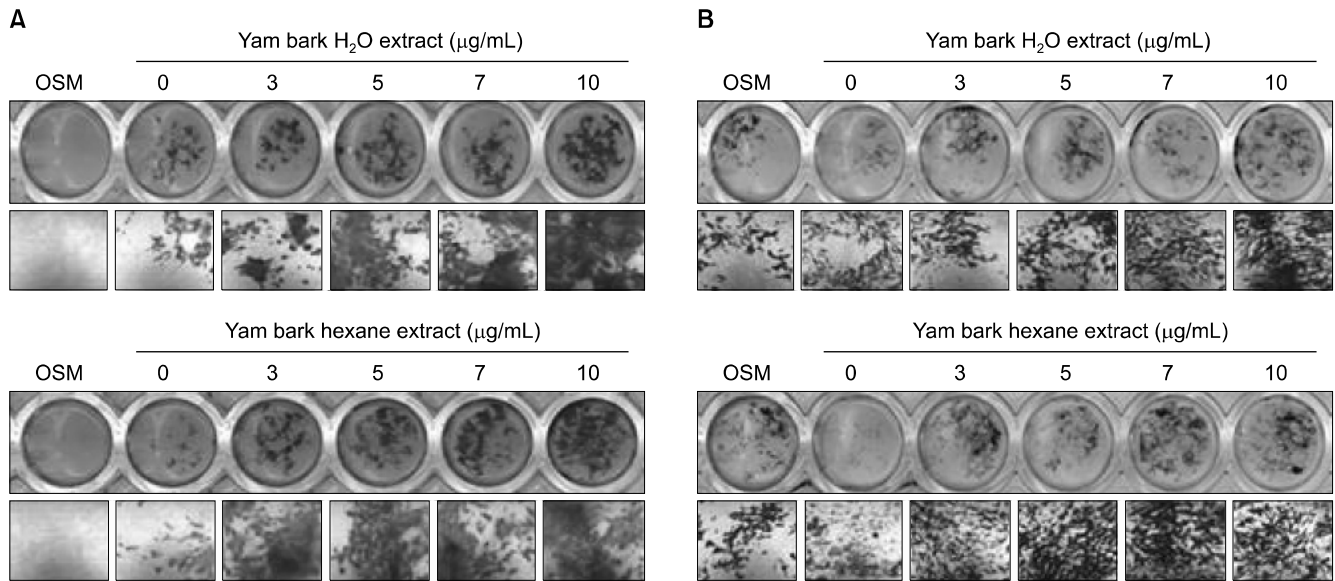 A
Yam bark H₂O extract (μg/mL)
OSM 0 3 5 7 10
Yam bark hexane extract (μg/mL)
OSM 0 3 5 7 10
B
Yam bark H₂O extract (μg/mL)
OSM 0 3 5 7 10
Yam bark hexane extract (μg/mL)
OSM 0 3 5 7 10